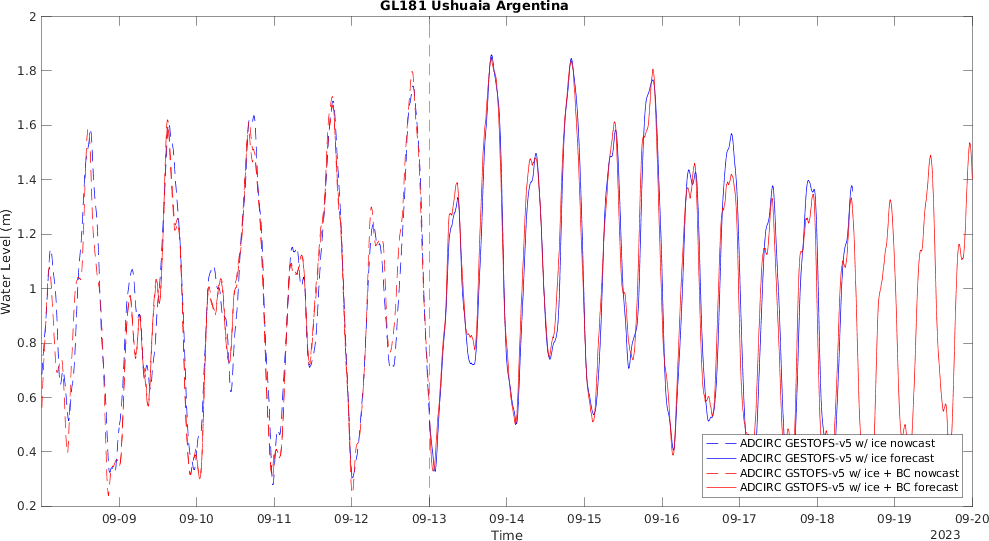 GL181 Ushuaia Argentina
2
1.8
1.6
1.4
1.2
1
0.8
0.6
0.4
0.2
Water Level (m)
ADCIRC GESTOFS-v5 w/ ice nowcast
ADCIRC GESTOFS-v5 w/ ice forecast
ADCIRC GSTOFS-v5 w/ ice + BC nowcast
ADCIRC GSTOFS-v5 w/ ice + BC forecast
09-09 09-10 09-11 09-12 09-13 09-14 09-15 09-16 09-17 09-18 09-19 09-20
Time
2023